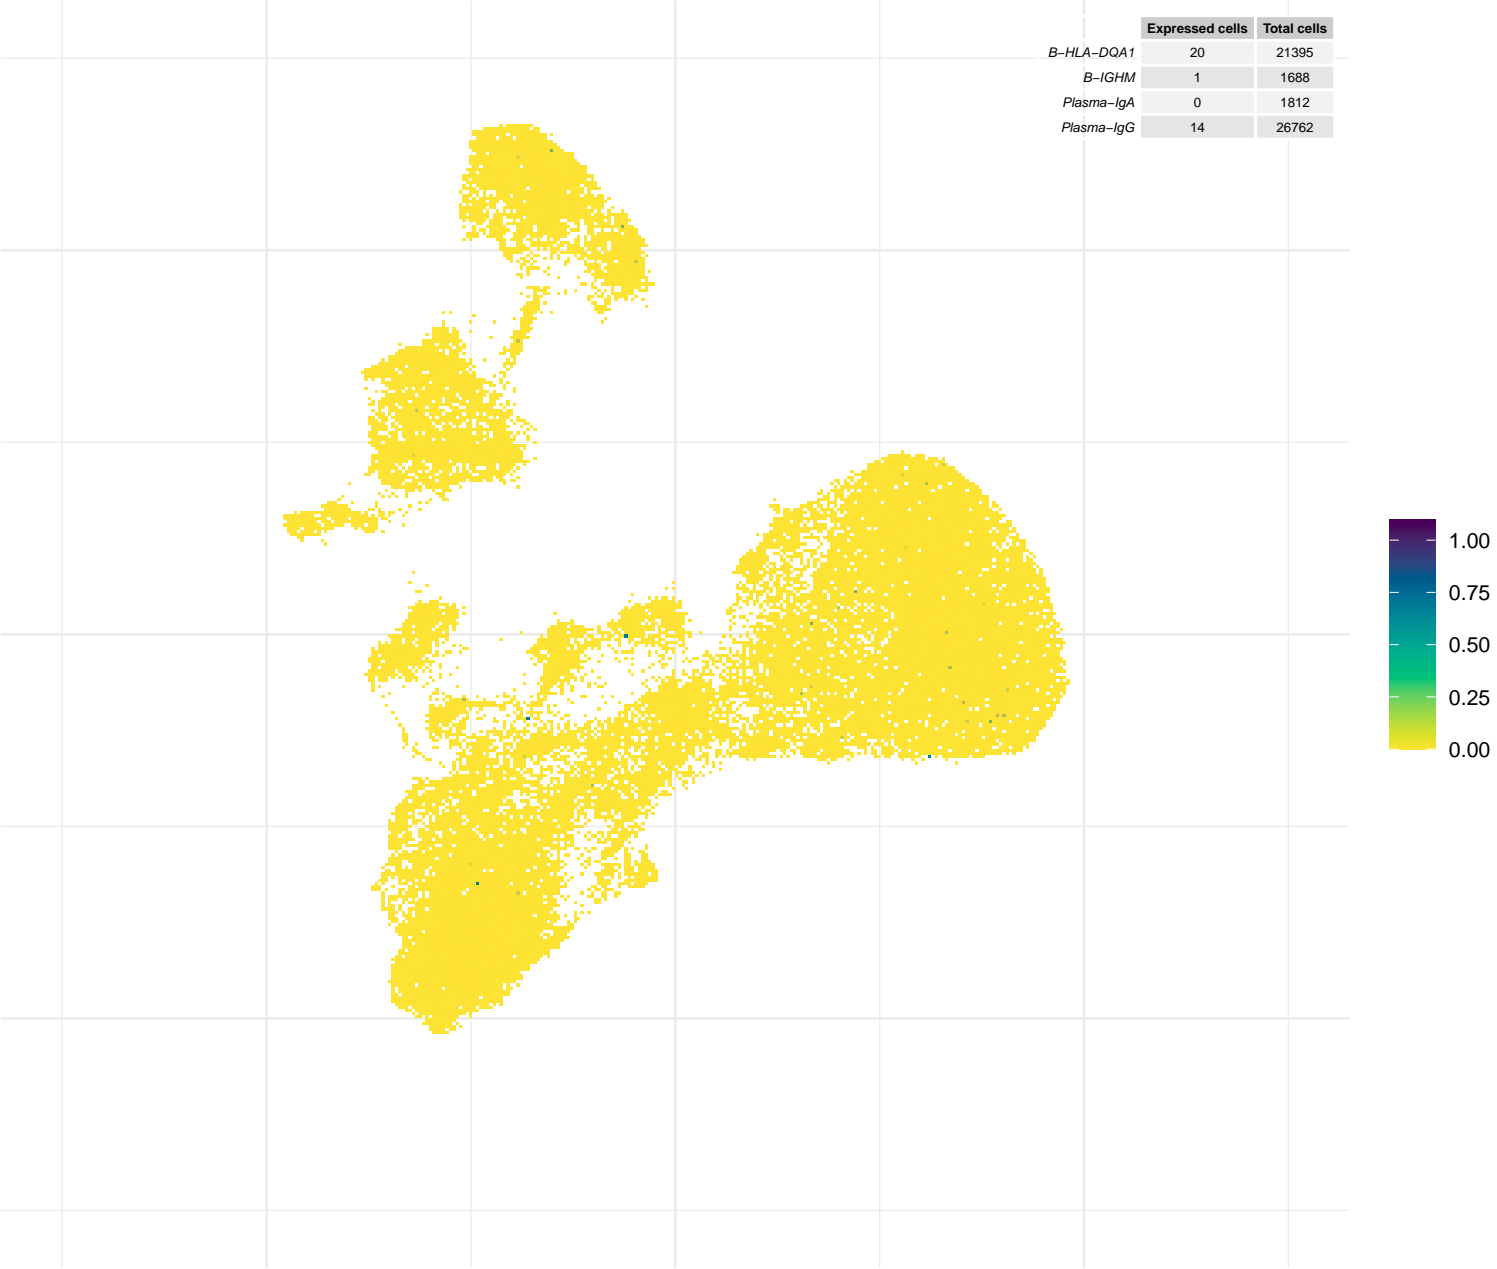 Expressed cells Total cells
B−HLA−DQA1 20 21395
B−IGHM 1 1688
Plasma−IgA 0 1812
Plasma−IgG 14 26762
1.00
0.75
0.50
0.25
0.00